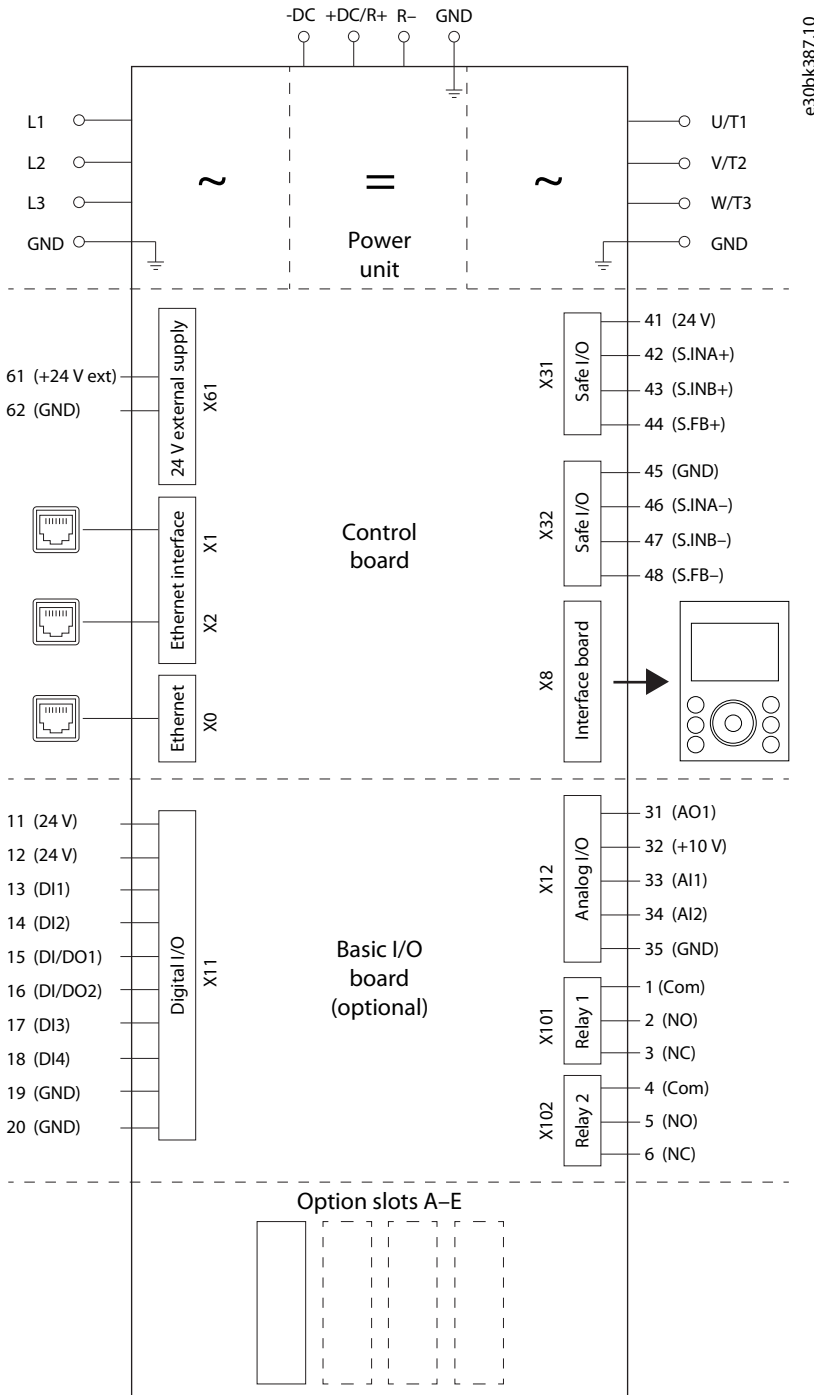 -DC +DC/R+ R– GND
e30bk387.10
L1
L2
L3
GND
~
=
~
Power
unit
U/T1
V/T2
W/T3
GND
61 (+24 V ext)
62 (GND)
24 V external supply
X61
Ethernet interface
X1
X2
Ethernet
X0
Control
board
X31
Safe I/O
41 (24 V)
42 (S.INA+)
43 (S.INB+)
44 (S.FB+)
X32
Safe I/O
45 (GND)
46 (S.INA–)
47 (S.INB–)
48 (S.FB–)
X8
Interface board
11 (24 V)
12 (24 V)
13 (DI1)
14 (DI2)
15 (DI/DO1)
16 (DI/DO2)
17 (DI3)
18 (DI4)
19 (GND)
20 (GND)
Digital I/O
X11
Basic I/O
board
(optional)
X12
Analog I/O
31 (AO1)
32 (+10 V)
33 (AI1)
34 (AI2)
35 (GND)
X101
Relay 1
1 (Com)
2 (NO)
3 (NC)
X102
Relay 2
4 (Com)
5 (NO)
6 (NC)
Option slots A–E